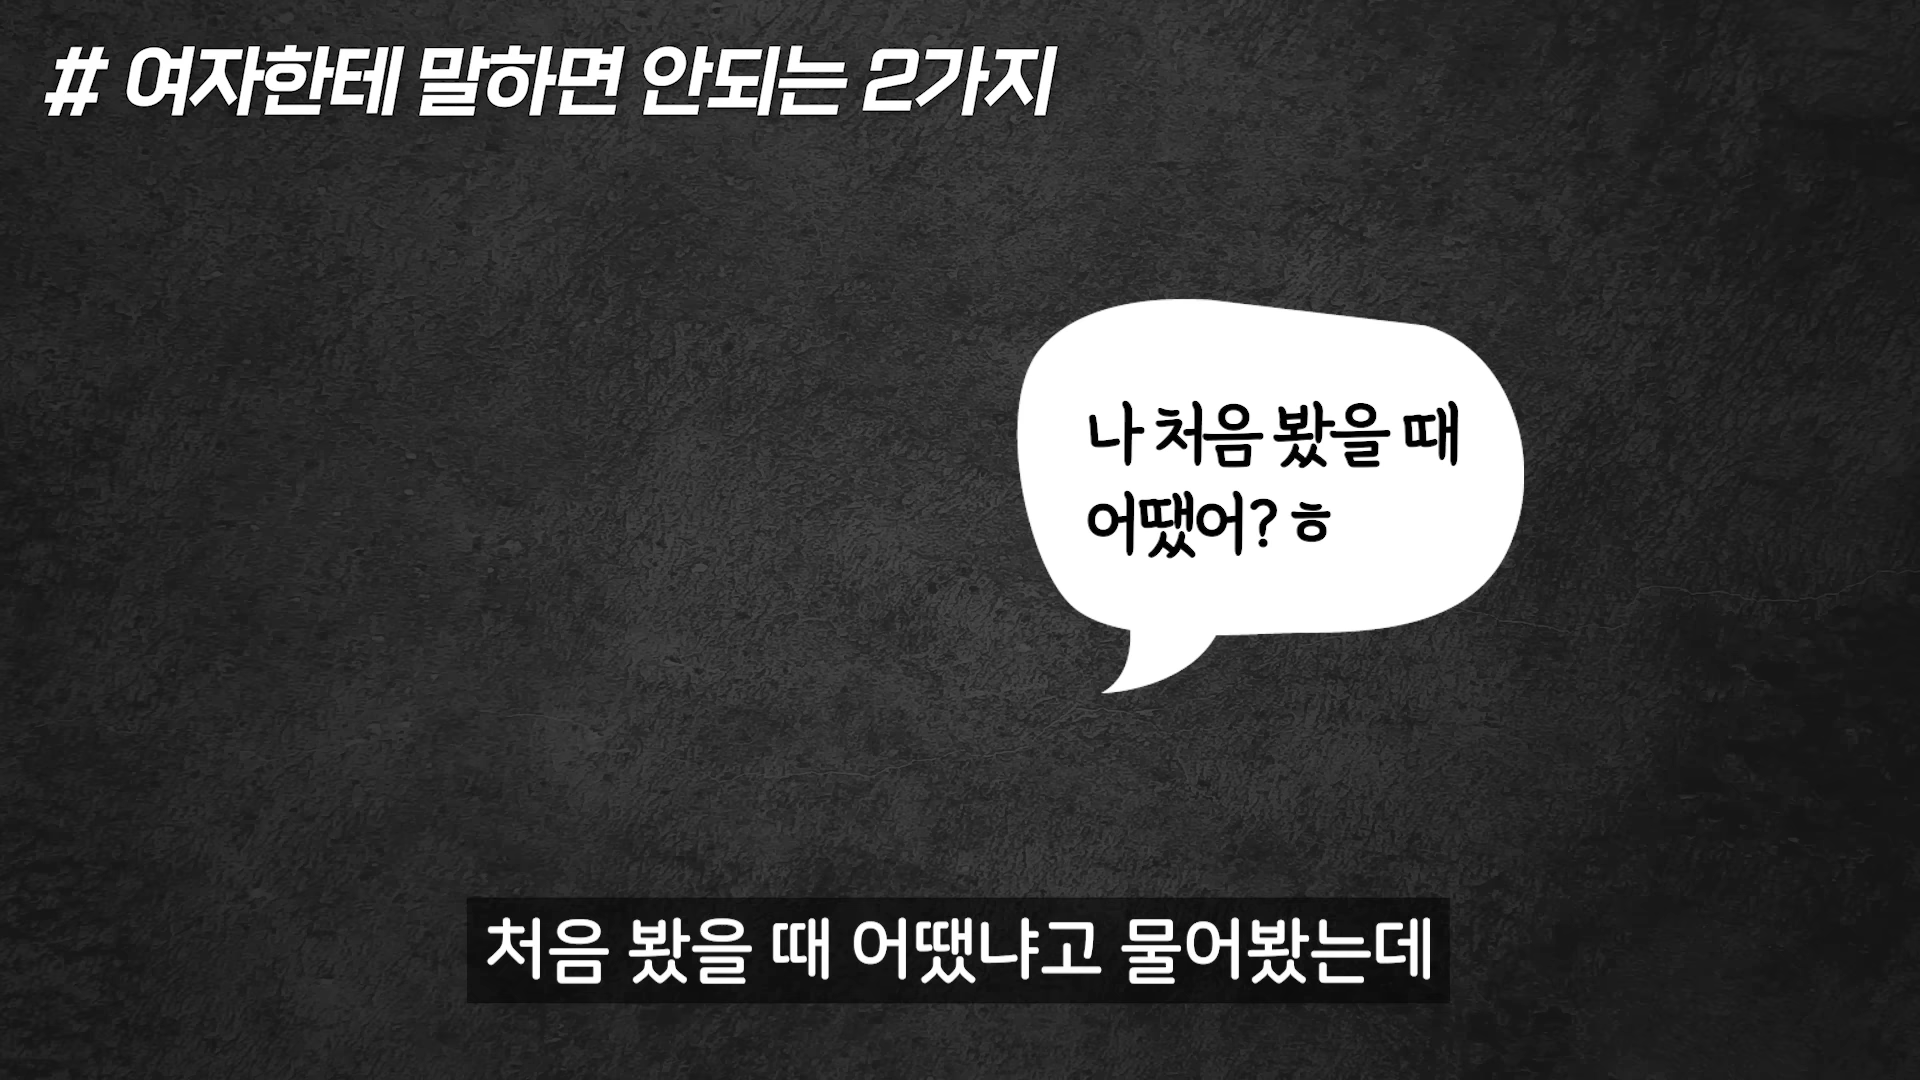 # 여자한테 말하면 안되는 2가지
나 처음 봤을 때
어땠어? ㅎ
처음 봤을 때 어땠냐고 물어봤는데